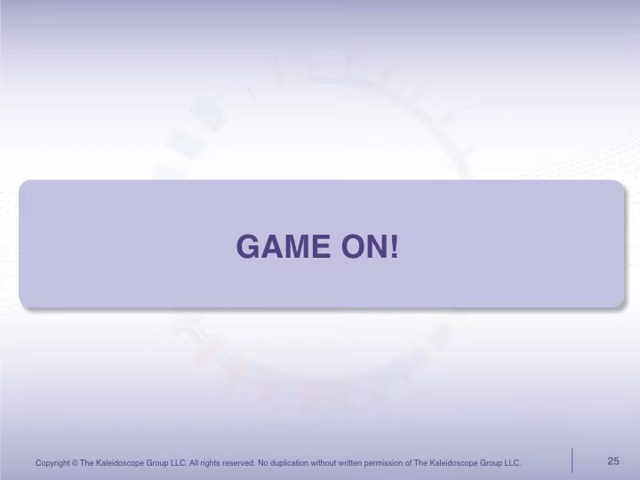 GAME ON!
Copyright © The Kaleidoscope Group LLC. All rights reserved. No duplication without written permission of The Kaleidoscope Group LLC.
25